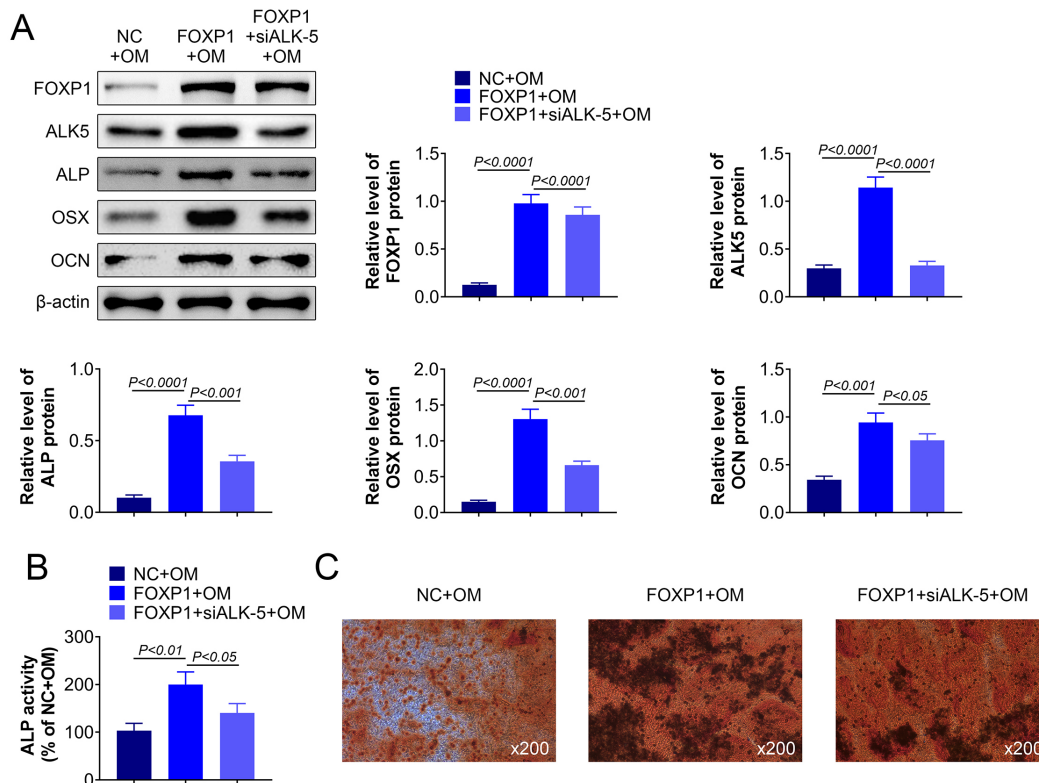 A
NC
+OM
FOXP1
+OM
FOXP1
+siALK-5
+OM
FOXP1
ALK5
ALP
OSX
OCN
β-actin
NC+OM
FOXP1+OM
FOXP1+siALK-5+OM
Relative level of
FOXP1 protein
1.5
1.0
0.5
0.0
P<0.0001
P<0.0001
Relative level of
ALK5 protein
1.5
1.0
0.5
0.0
P<0.0001
P<0.0001
Relative level of
ALP protein
1.0
0.5
0.0
P<0.0001
P<0.001
Relative level of
OSX protein
2.0
1.5
1.0
0.5
0.0
P<0.0001
P<0.001
Relative level of
OCN protein
1.5
1.0
0.5
0.0
P<0.001
P<0.05
B
NC+OM
FOXP1+OM
FOXP1+siALK-5+OM
ALP activity
(% of NC+OM)
300
200
100
0
P<0.01
P<0.05
C
NC+OM
FOXP1+OM
FOXP1+siALK-5+OM
x200
x200
x200